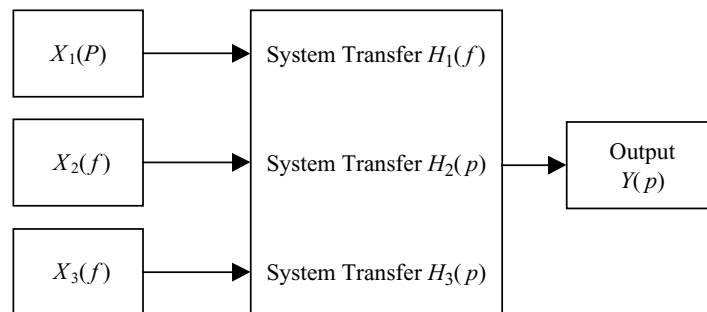 X1(P)
System Transfer H1(f)
X2(f)
System Transfer H2(p)
Output
Y(p)
X3(f)
System Transfer H3(p)